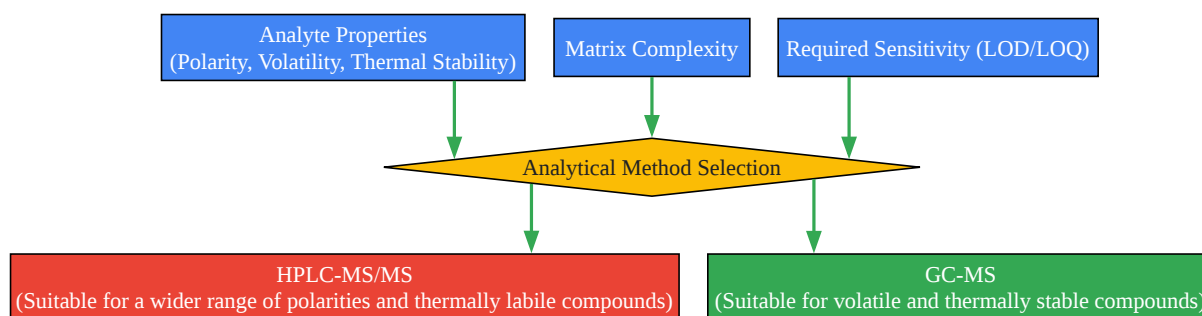 Analyte Properties
(Polarity, Volatility, Thermal Stability)
Matrix Complexity
Required Sensitivity (LOD/LOQ)
Analytical Method Selection
HPLC-MS/MS
(Suitable for a wider range of polarities and thermally labile compounds)
GC-MS
(Suitable for volatile and thermally stable compounds)